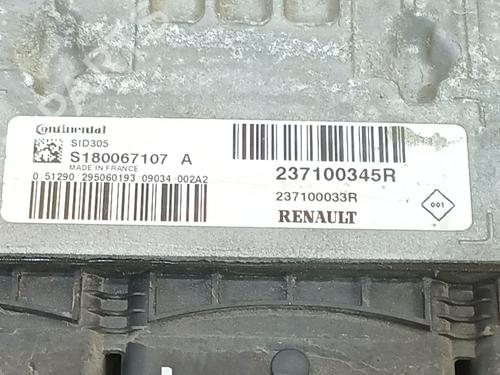 Continental
SID305
S180067107 A
MADE IN FRANCE
0 51290 295060193 09034 002A2
237100345R
237100033R
RENAULT
001